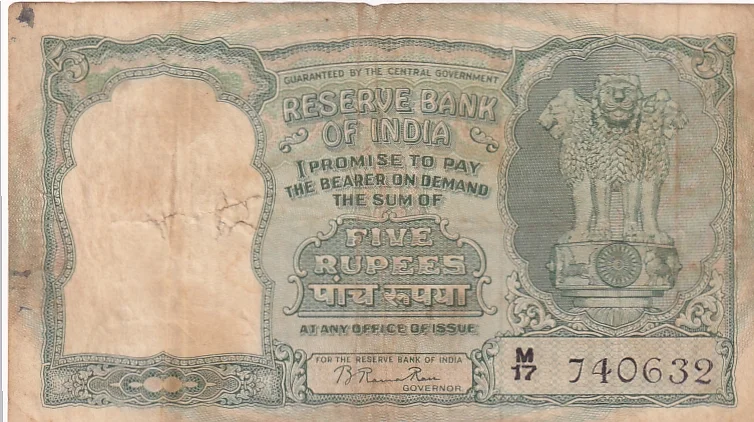 5 5
GUARANTEED BY THE CENTRAL GOVERNMENT
RESERVE BANK
OF INDIA
I PROMISE TO PAY
THE BEARER ON DEMAND
THE SUM OF
FIVE
RUPEES
पांच रूपया
AT ANY OFFICE OF ISSUE
FOR THE RESERVE BANK OF INDIA
B. Rama Rau
GOVERNOR
M/17 740632